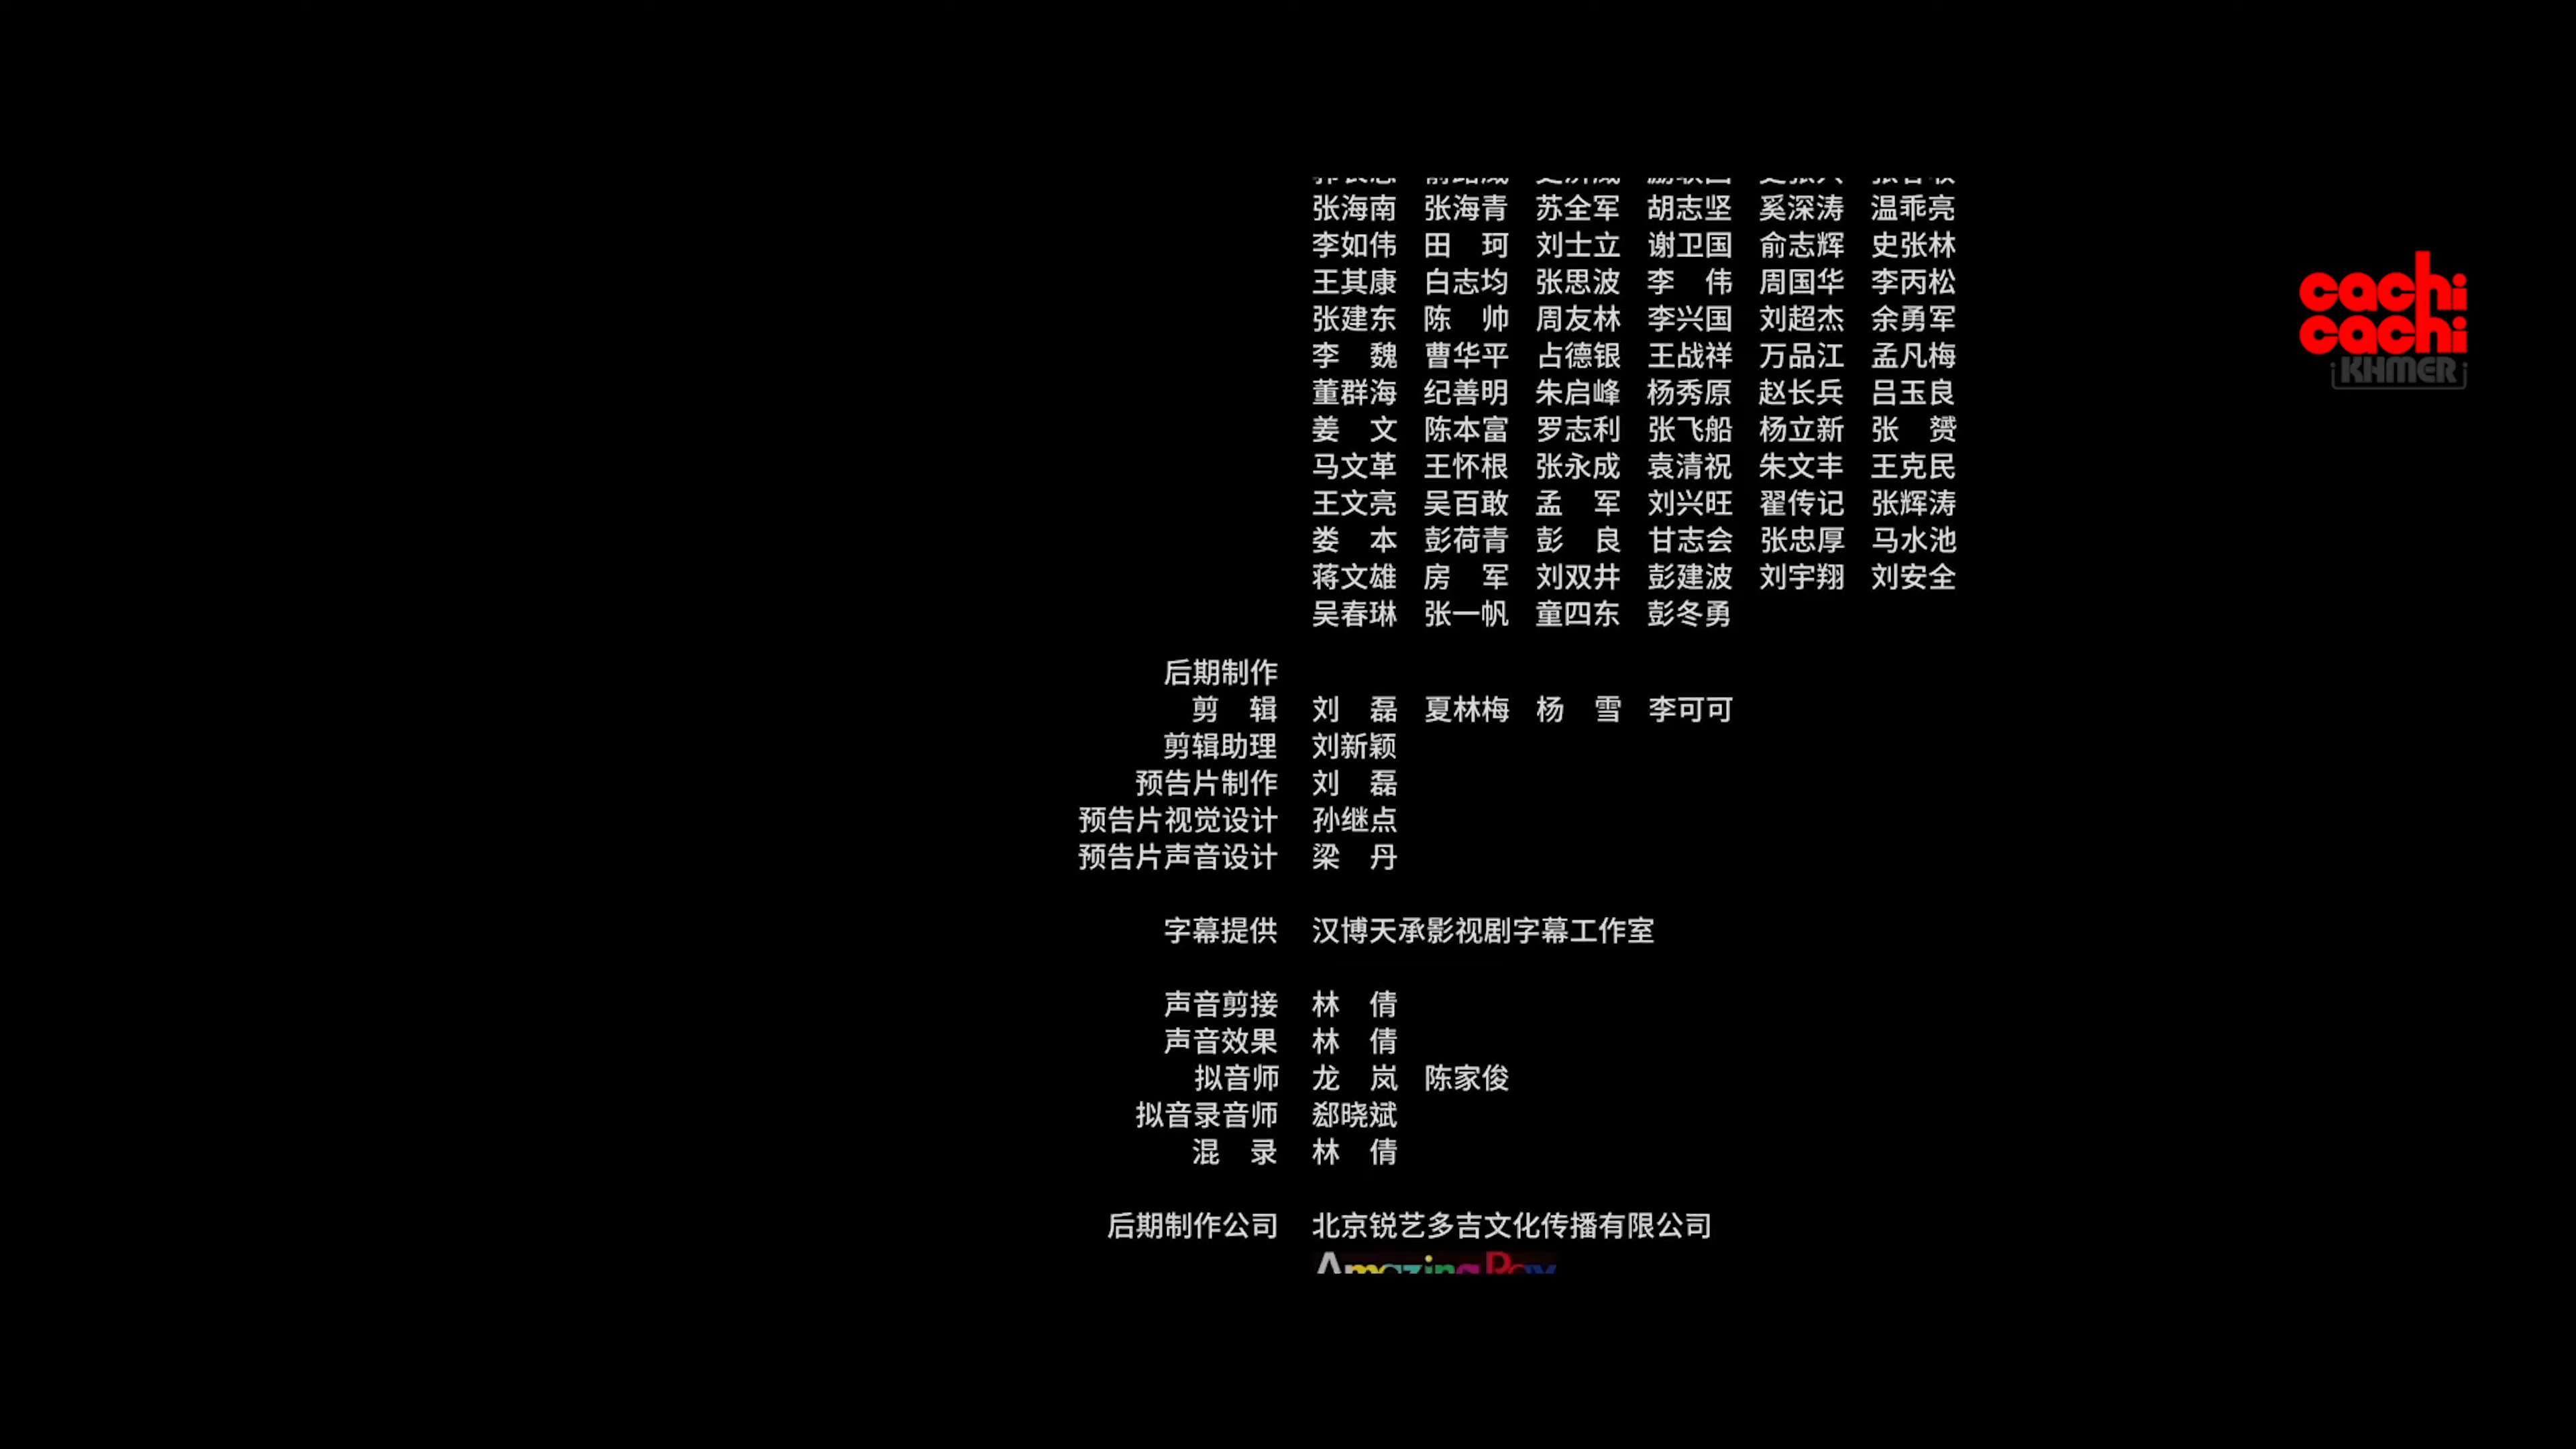 张海南 张海青 苏全军 胡志坚 奚深涛 温乖亮
李如伟 田 珂 刘士立 谢卫国 俞志辉 史张林
王其康 白志均 张思波 李 伟 周国华 李丙松
张建东 陈 帅 周友林 李兴国 刘超杰 余勇军
李 魏 曹华平 占德银 王战祥 万品江 孟凡梅
董群海 纪善明 朱启峰 杨秀原 赵长兵 吕玉良
姜 文 陈本富 罗志利 张飞船 杨立新 张 赟
马文革 王怀根 张永成 袁清祝 朱文丰 王克民
王文亮 吴百敢 孟 军 刘兴旺 翟传记 张辉涛
娄 本 彭荷青 彭 良 甘志会 张忠厚 马水池
蒋文雄 房 军 刘双井 彭建波 刘宇翔 刘安全
吴春琳 张一帆 童四东 彭冬勇
后期制作
剪 辑 刘 磊 夏林梅 杨 雪 李可可
剪辑助理 刘新颖
预告片制作 刘 磊
预告片视觉设计 孙继点
预告片声音设计 梁 丹
字幕提供 汉博天承影视剧字幕工作室
声音剪接 林 倩
声音效果 林 倩
拟音师 龙 岚 陈家俊
拟音录音师 郄晓斌
混 录 林 倩
后期制作公司 北京锐艺多吉文化传播有限公司
Amazing Ray
cachi
cachi
KHMER